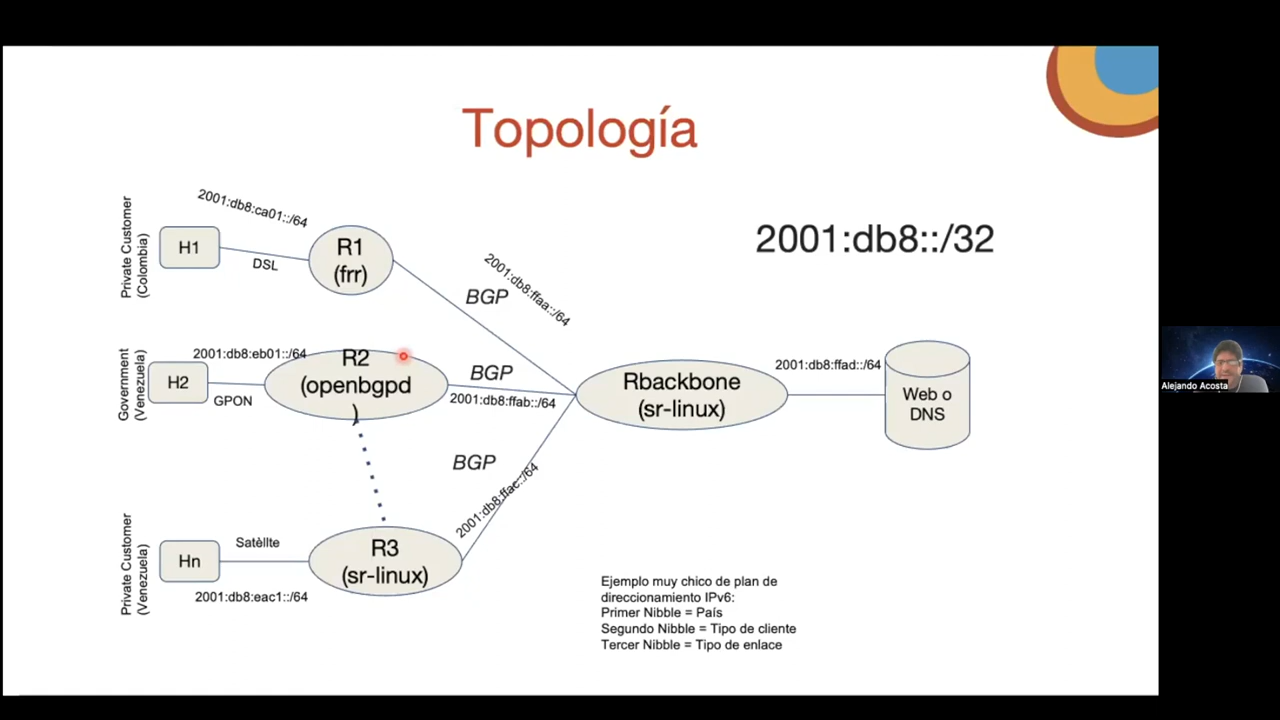 Topología
2001:db8::/32
Private Customer
(Colombia)
H1
2001:db8:ca01::/64
DSL
R1
(frr)
BGP
2001:db8:ffaa::/64
Government
(Venezuela)
H2
2001:db8:eb01::/64
GPON
R2
(openbgpd
)
BGP
2001:db8:ffab::/64
Rbackbone
(sr-linux)
2001:db8:ffad::/64
Web o
DNS
Alejando Acosta
BGP
2001:db8:ffac::/64
Private Customer
(Venezuela)
Hn
Satèllte
2001:db8:eac1::/64
R3
(sr-linux)
Ejemplo muy chico de plan de
direccionamiento IPv6:
Primer Nibble = País
Segundo Nibble = Tipo de cliente
Tercer Nibble = Tipo de enlace